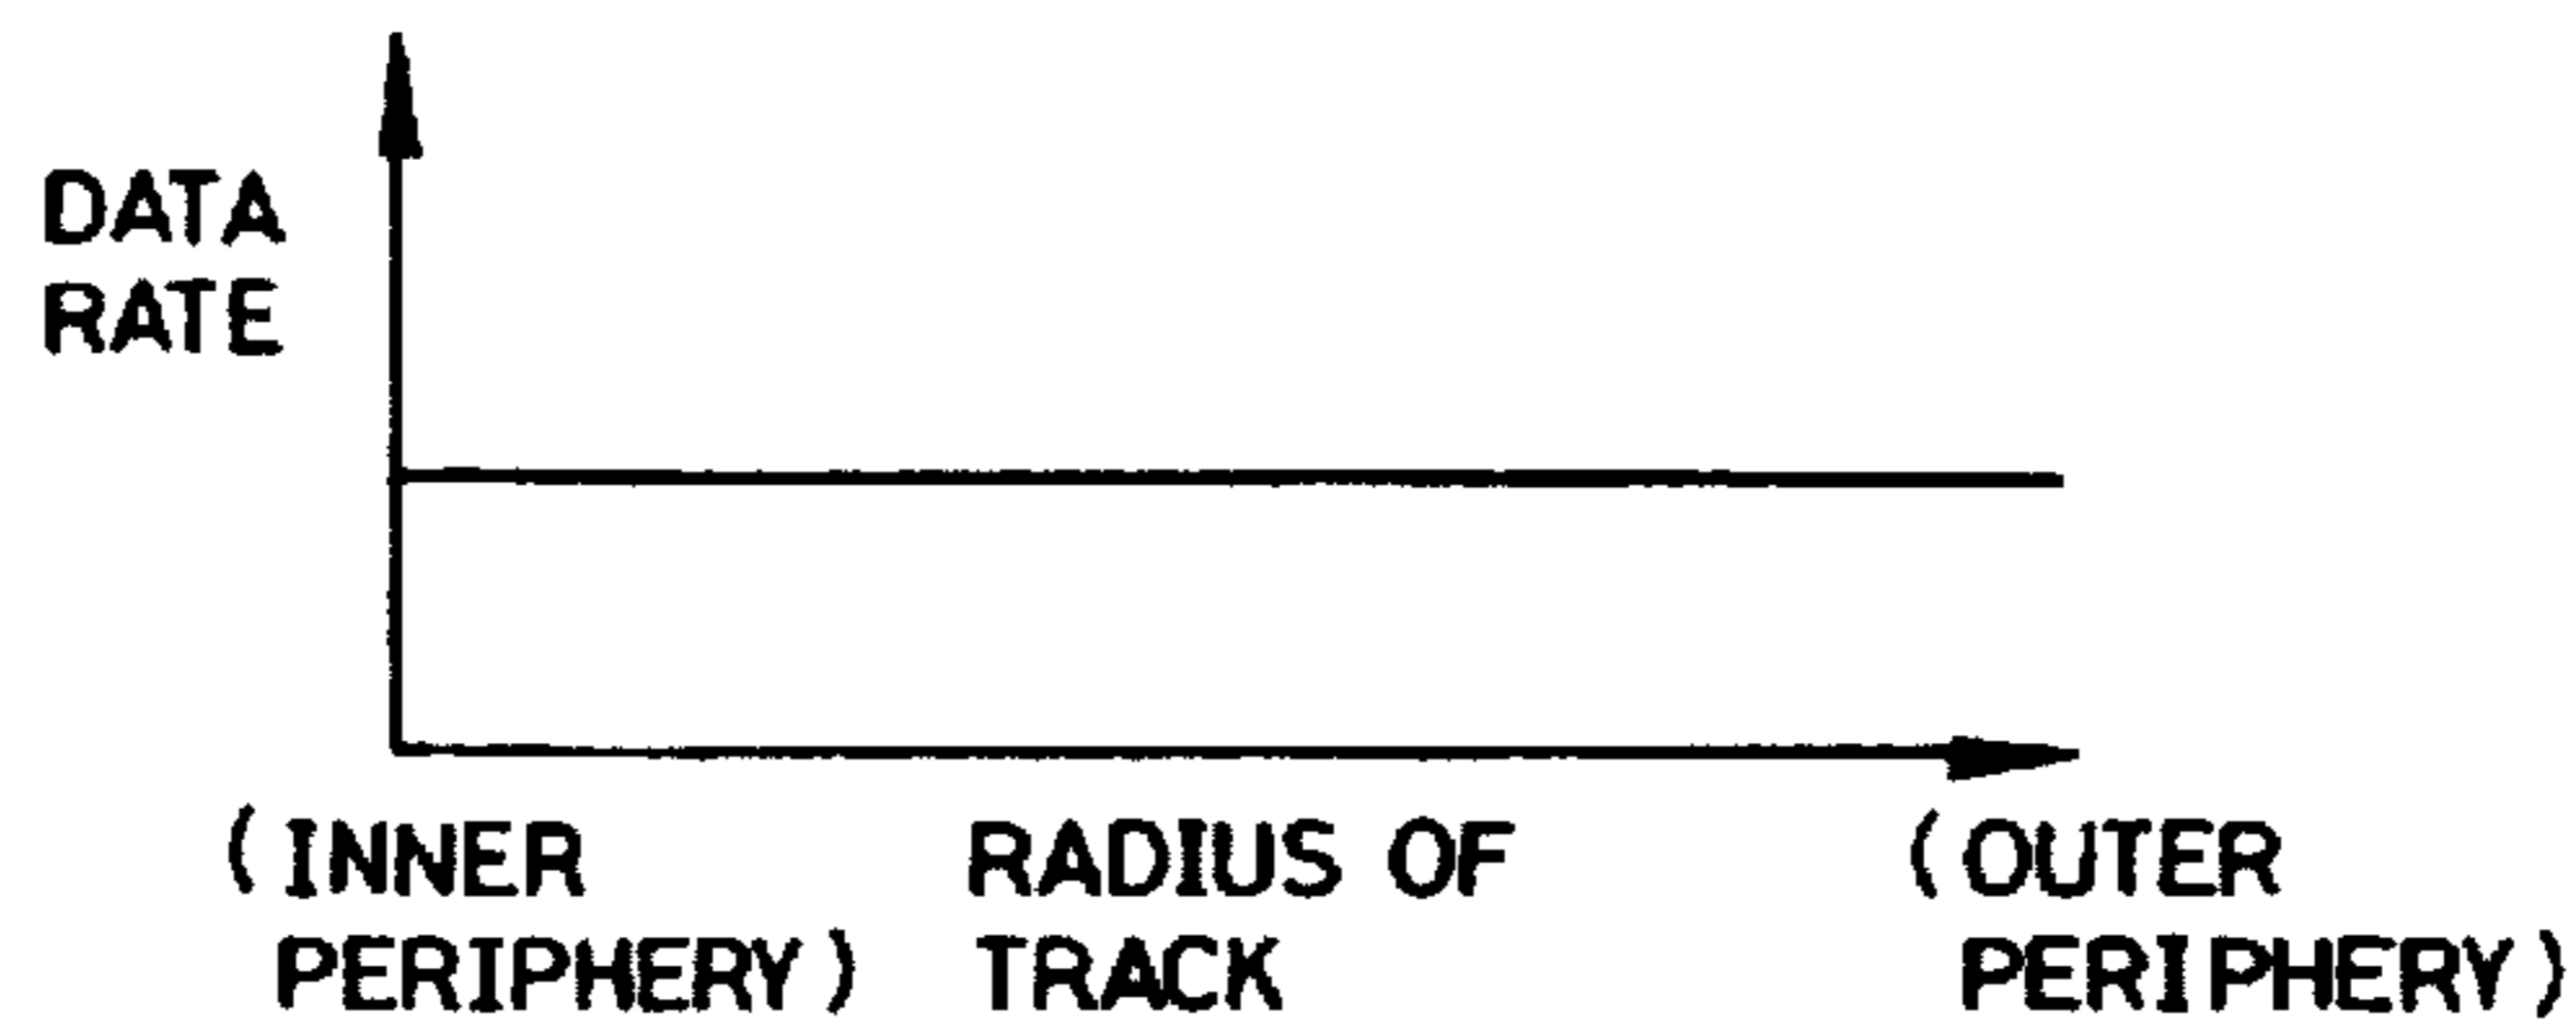 DATA
RATE
(INNER
PERIPHERY)
RADIUS OF
TRACK
(OUTER
PERIPHERY)